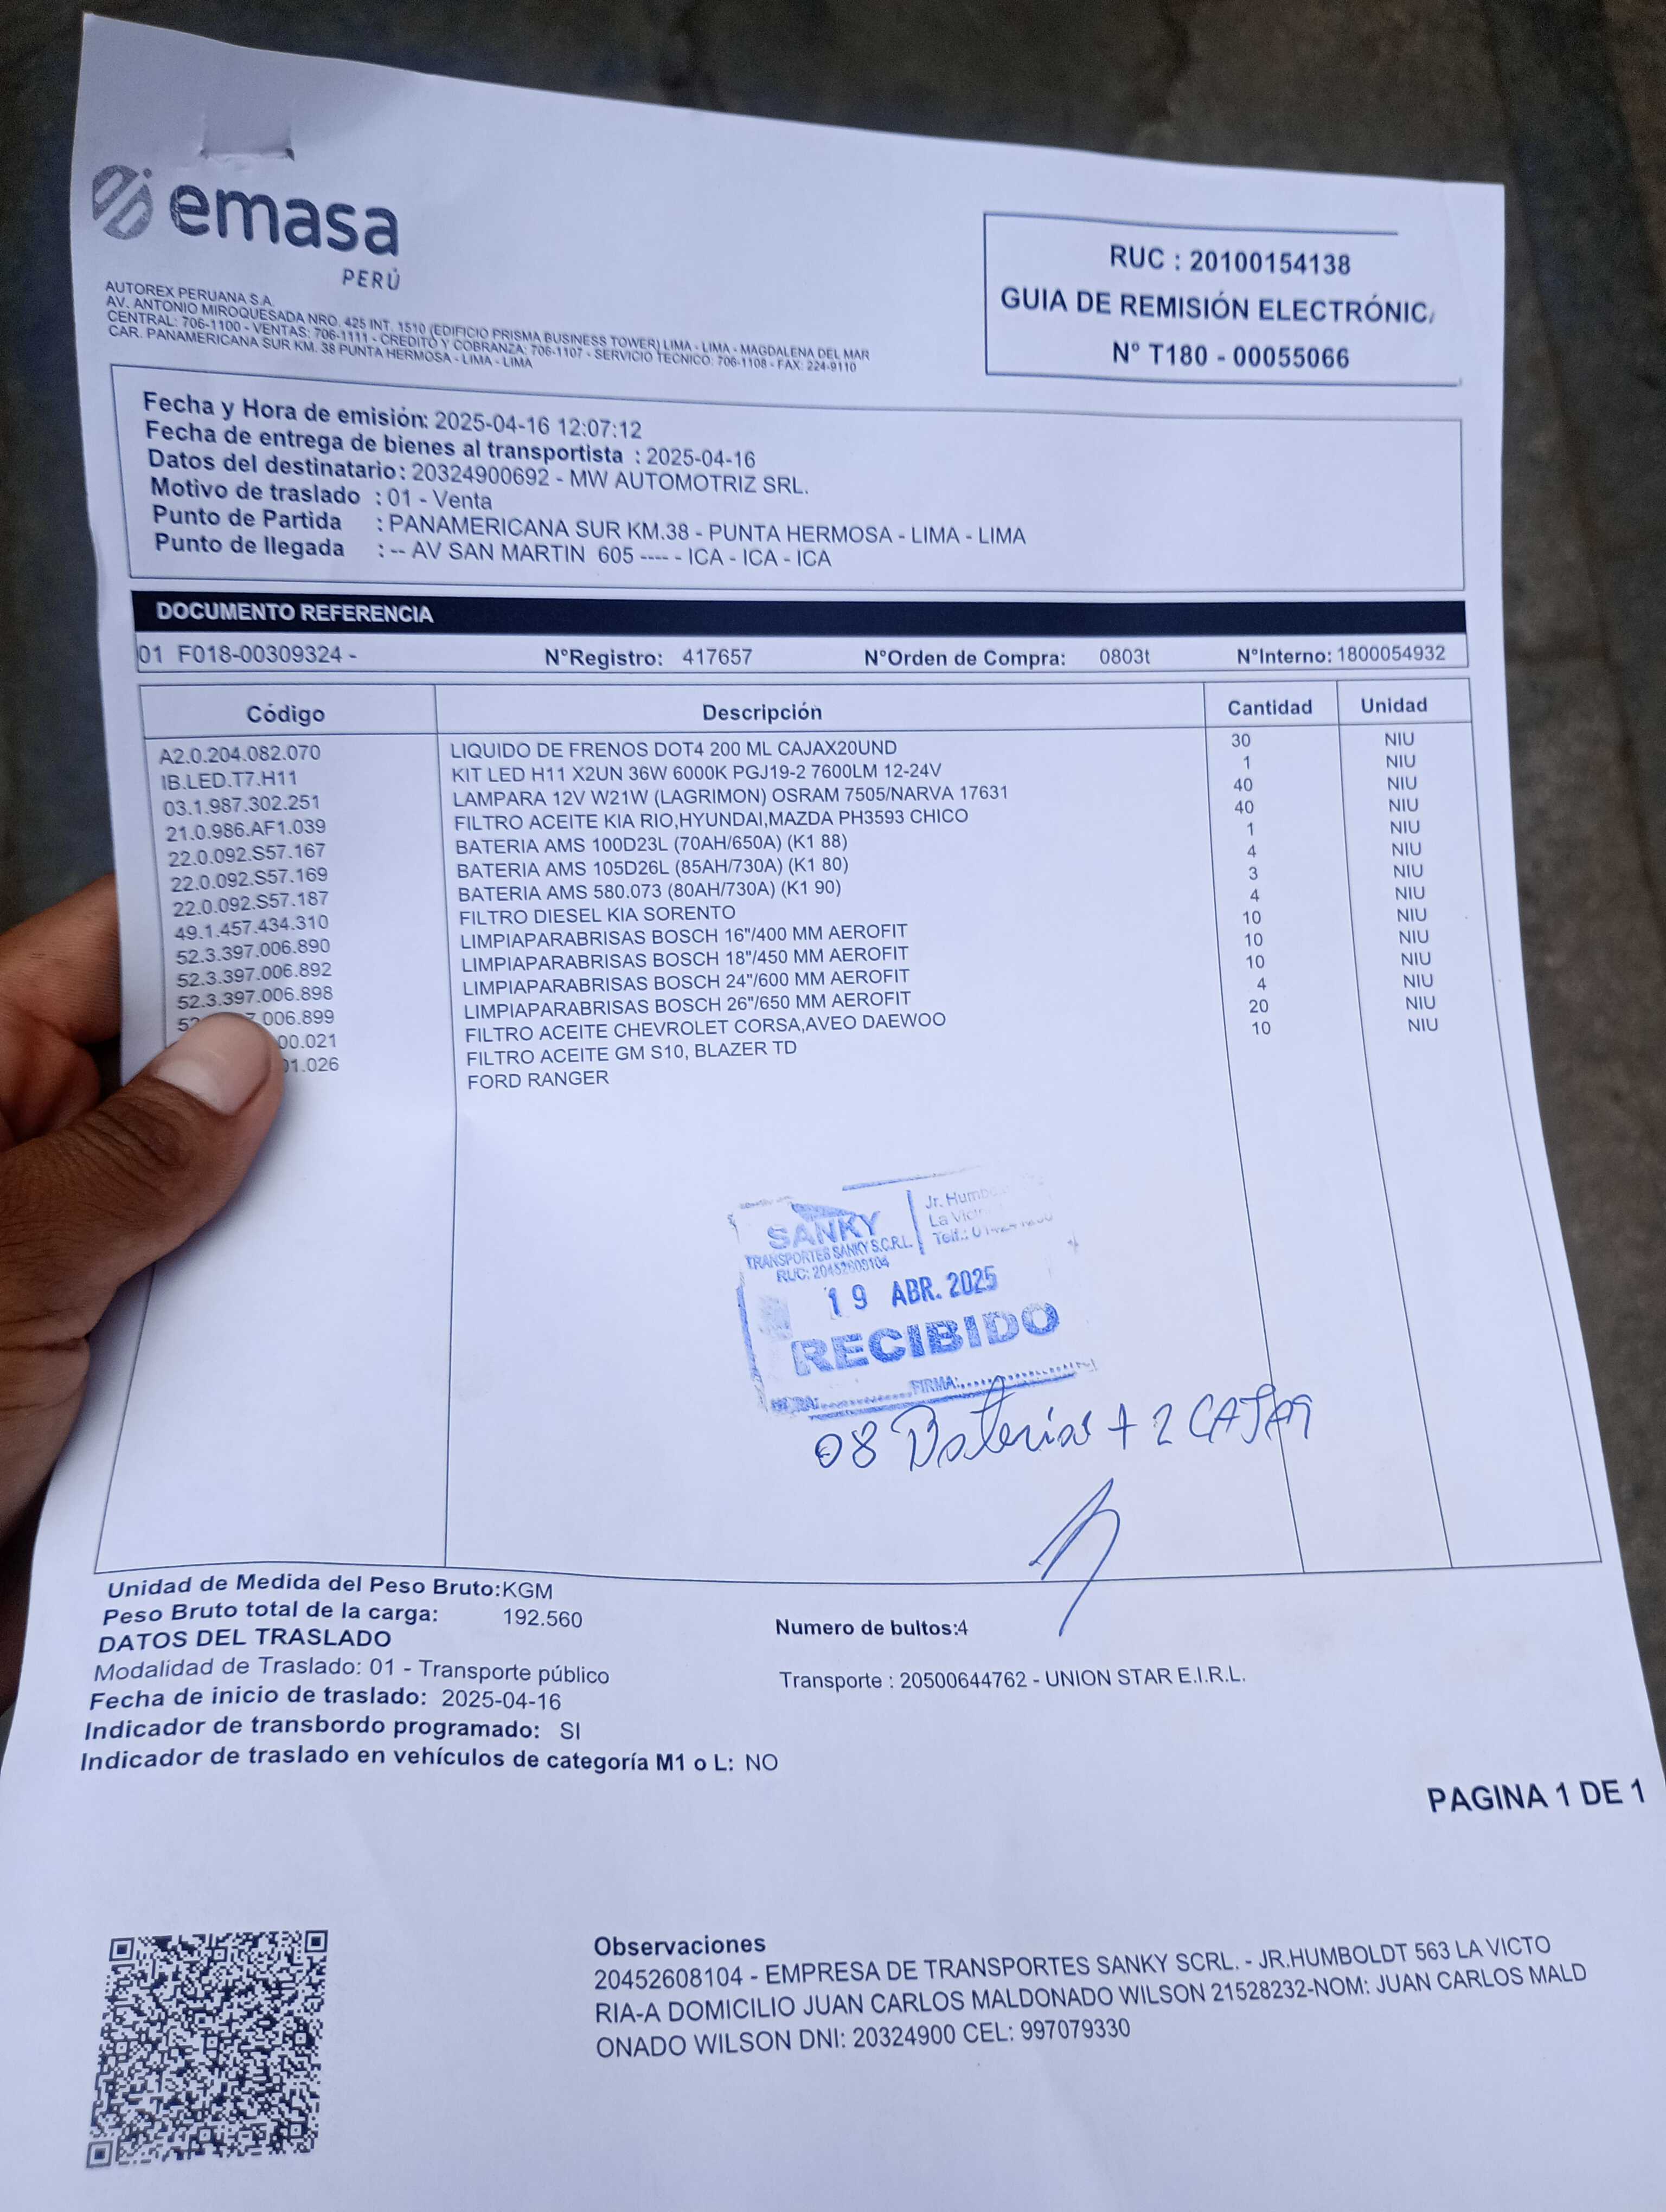 emasa
PERÚ
AUTOREX PERUANA S.A.
AV. ANTONIO MIROQUESADA NRO. 425 INT. 1510 (EDIFICIO PRISMA BUSINESS TOWER) LIMA - LIMA - MAGDALENA DEL MAR
CENTRAL: 706-1100 - VENTAS: 706-1111 - CREDITO Y COBRANZA: 706-1107 - SERVICIO TECNICO: 706-1108 - FAX: 224-9110
CAR. PANAMERICANA SUR KM. 38 PUNTA HERMOSA - LIMA - LIMA
RUC : 20100154138
GUIA DE REMISIÓN ELECTRÓNIC
N° T180 - 00055066
Fecha y Hora de emisión: 2025-04-16 12:07:12
Fecha de entrega de bienes al transportista : 2025-04-16
Datos del destinatario : 20324900692 - MW AUTOMOTRIZ SRL.
Motivo de traslado : 01 - Venta
Punto de Partida : PANAMERICANA SUR KM.38 - PUNTA HERMOSA - LIMA - LIMA
Punto de llegada : -- AV SAN MARTIN 605 ---- - ICA - ICA - ICA
DOCUMENTO REFERENCIA
01 F018-00309324 - N°Registro: 417657 N°Orden de Compra: 0803t N°Interno: 1800054932
Código Descripción Cantidad Unidad
A2.0.204.082.070 LIQUIDO DE FRENOS DOT4 200 ML CAJAX20UND 30 NIU
IB.LED.T7.H11 KIT LED H11 X2UN 36W 6000K PGJ19-2 7600LM 12-24V 1 NIU
03.1.987.302.251 LAMPARA 12V W21W (LAGRIMON) OSRAM 7505/NARVA 17631 40 NIU
21.0.986.AF1.039 FILTRO ACEITE KIA RIO,HYUNDAI,MAZDA PH3593 CHICO 40 NIU
22.0.092.S57.167 BATERIA AMS 100D23L (70AH/650A) (K1 88) 1 NIU
22.0.092.S57.169 BATERIA AMS 105D26L (85AH/730A) (K1 80) 4 NIU
22.0.092.S57.187 BATERIA AMS 580.073 (80AH/730A) (K1 90) 3 NIU
49.1.457.434.310 FILTRO DIESEL KIA SORENTO 4 NIU
52.3.397.006.890 LIMPIAPARABRISAS BOSCH 16"/400 MM AEROFIT 10 NIU
52.3.397.006.892 LIMPIAPARABRISAS BOSCH 18"/450 MM AEROFIT 10 NIU
52.3.397.006.898 LIMPIAPARABRISAS BOSCH 24"/600 MM AEROFIT 10 NIU
006.899 LIMPIAPARABRISAS BOSCH 26"/650 MM AEROFIT 4 NIU
00.021 FILTRO ACEITE CHEVROLET CORSA,AVEO DAEWOO 20 NIU
01.026 FILTRO ACEITE GM S10, BLAZER TD 10 NIU
FORD RANGER
SANKY
TRANSPORTES SANKY S.C.R.L.
RUC: 20452608104
Jr.
La
Telf.:
19 ABR. 2025
RECIBIDO
HORA: FIRMA:
08 Baterias + 2 CAJAS
Unidad de Medida del Peso Bruto:KGM
Peso Bruto total de la carga: 192.560
Numero de bultos:4
DATOS DEL TRASLADO
Modalidad de Traslado: 01 - Transporte público
Transporte : 20500644762 - UNION STAR E.I.R.L.
Fecha de inicio de traslado: 2025-04-16
Indicador de transbordo programado: SI
Indicador de traslado en vehículos de categoría M1 o L: NO
PAGINA 1 DE 1
Observaciones
20452608104 - EMPRESA DE TRANSPORTES SANKY SCRL. - JR.HUMBOLDT 563 LA VICTO
RIA-A DOMICILIO JUAN CARLOS MALDONADO WILSON 21528232-NOM: JUAN CARLOS MALD
ONADO WILSON DNI: 20324900 CEL: 997079330